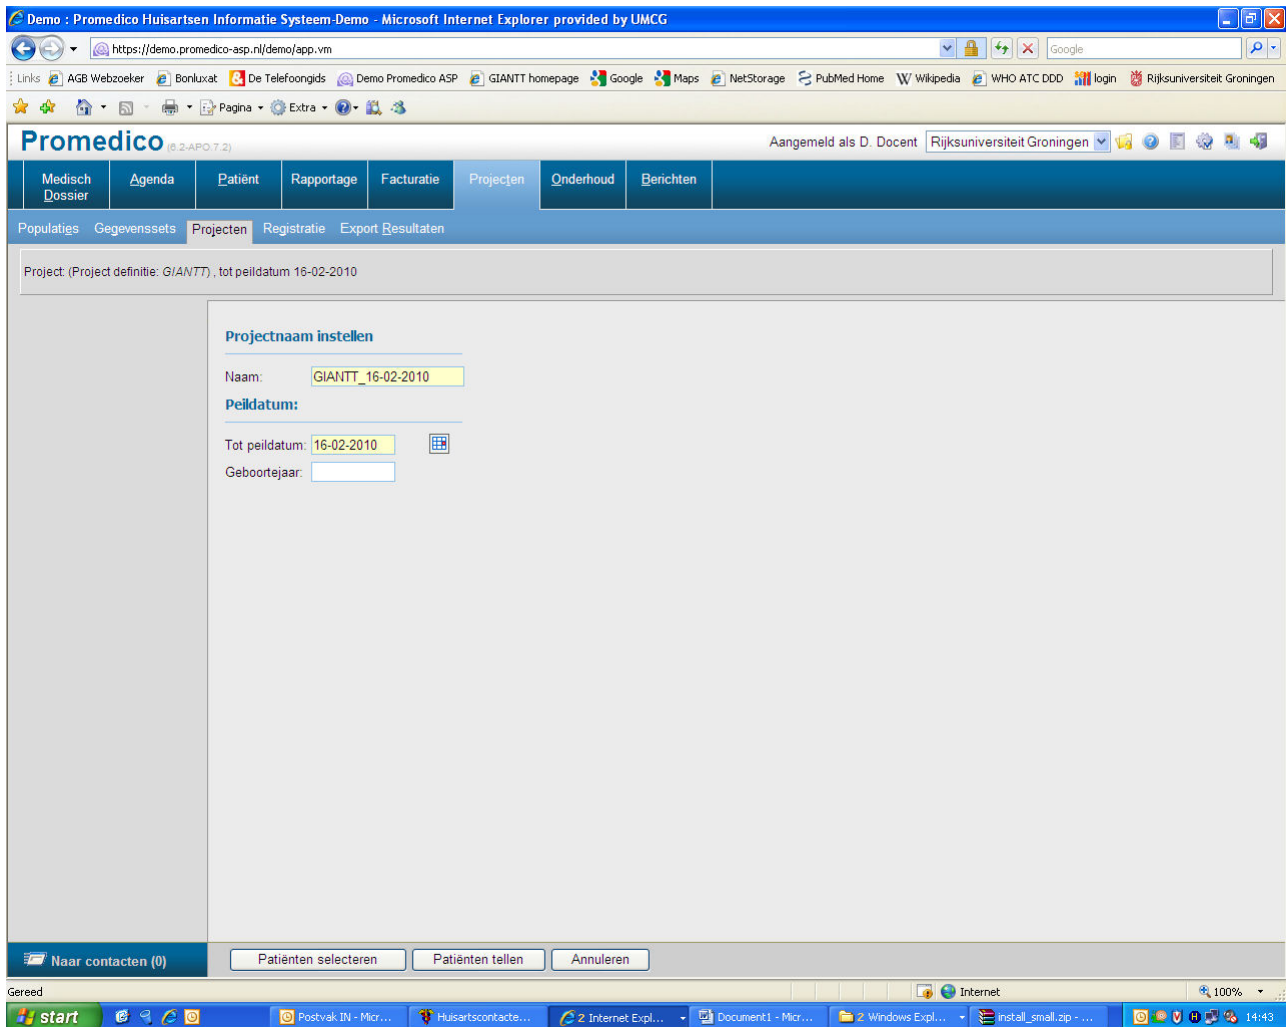 Demo : Promedico Huisartsen Informatie Systeem-Demo - Microsoft Internet Explorer provided by UMCG
https://demo.promedico-asp.nl/demo/app.vm
Google
Links AGB Webzoeker Bonluxat De Telefoongids Demo Promedico ASP GIANTT homepage Google Maps NetStorage PubMed Home Wikipedia WHO ATC DDD login Rijksuniversiteit Groningen
Pagina Extra
Promedico (6.2-APO.7.2) Aangemeld als D. Docent Rijksuniversiteit Groningen
Medisch Dossier Agenda Patiënt Rapportage Facturatie Projecten Onderhoud Berichten
Populaties Gegevenssets Projecten Registratie Export Resultaten
Project: (Project definitie: GIANTT) , tot peildatum 16-02-2010
Projectnaam instellen
Naam: GIANTT_16-02-2010
Peildatum:
Tot peildatum: 16-02-2010
Geboortejaar:
Naar contacten (0) Patiënten selecteren Patiënten tellen Annuleren
Gereed Internet 100%
start Postvak IN - Micr... Huisartscontacte... 2 Internet Expl... Document1 - Micr... 2 Windows Expl... install_small.zip - ... 14:43